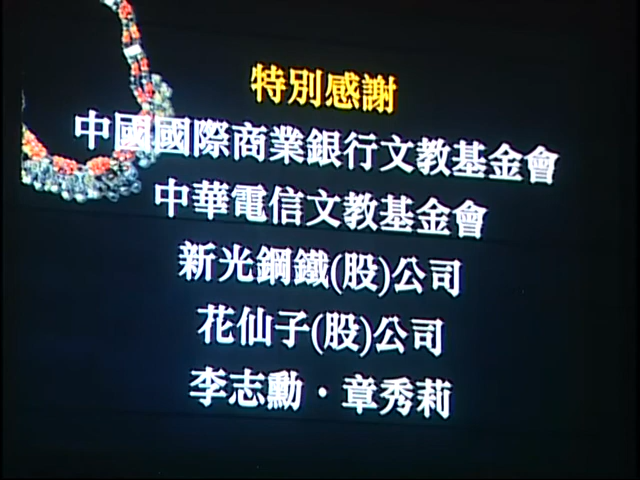 特別感謝
中國國際商業銀行文教基金會
中華電信文教基金會
新光鋼鐵(股)公司
花仙子(股)公司
李志勳・章秀莉